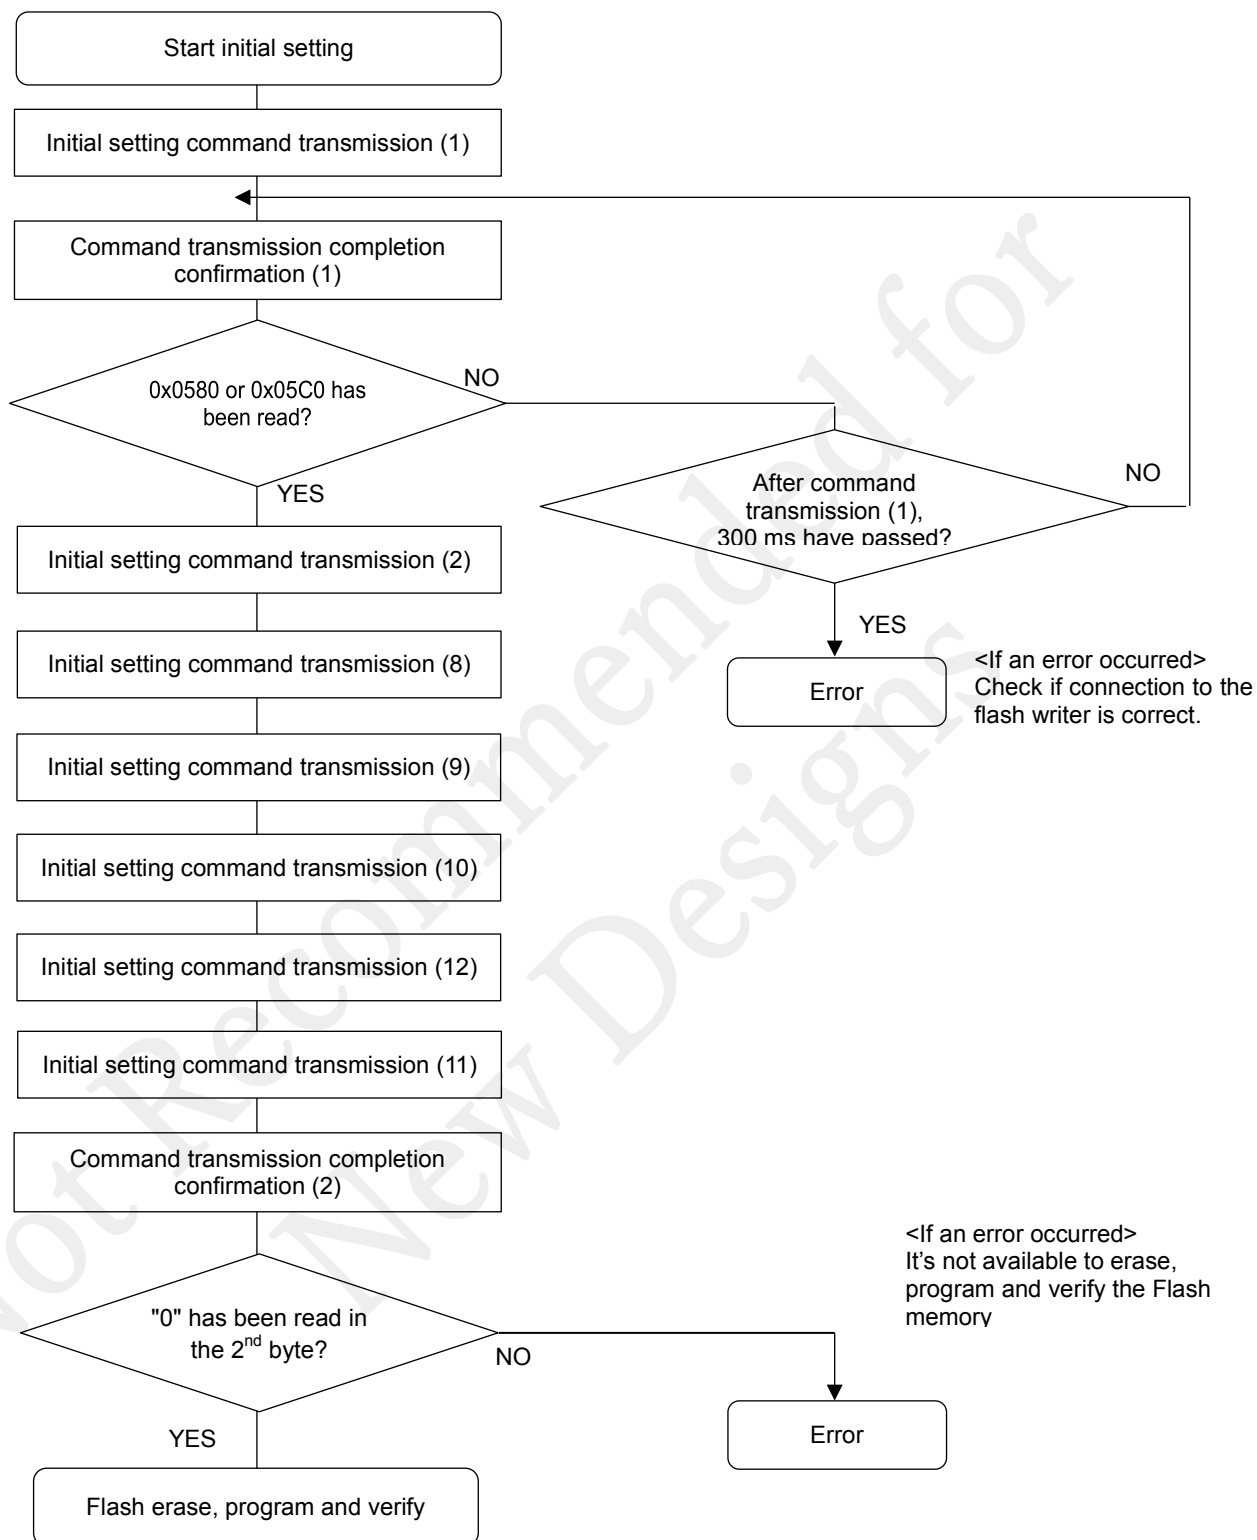 Start initial setting
Initial setting command transmission (1)
Command transmission completion
confirmation (1)
0x0580 or 0x05C0 has
been read?
NO
YES
After command
transmission (1),
300 ms have passed?
NO
YES
Error
<If an error occurred>
Check if connection to the
flash writer is correct.
Initial setting command transmission (2)
Initial setting command transmission (8)
Initial setting command transmission (9)
Initial setting command transmission (10)
Initial setting command transmission (12)
Initial setting command transmission (11)
Command transmission completion
confirmation (2)
"0" has been read in
the 2nd byte?
NO
YES
<If an error occurred>
It's not available to erase,
program and verify the Flash
memory
Error
Flash erase, program and verify
Not Recommended for
New Designs